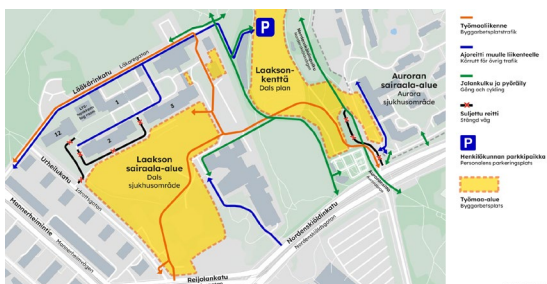 Lääkärinkatu
Läkaregatan
1
5
2
12
Urheilukatu
Idrottsgatan
Mannerheimintie
Mannerheimvägen
Laakson
sairaala-alue
Dals
sjukhusområde
P
Laakson-
kenttä
Dals plan
Auroran
sairaala-alue
Aurora
sjukhusområde
Nordenskiöldinkatu
Nordenskiöldsgatan
Reijolankatu
Työmaaliikenne
Byggarbetsplatstrafik
Ajoreitti muulle liikenteelle
Körrutt för övrig trafik
Jalankulku ja pyöräily
Gång och cykling
Suljettu reitti
Stängd väg
P
Henkilökunnan parkkipaikka
Personalens parkeringsplats
Työmaa-alue
Byggarbetsplats